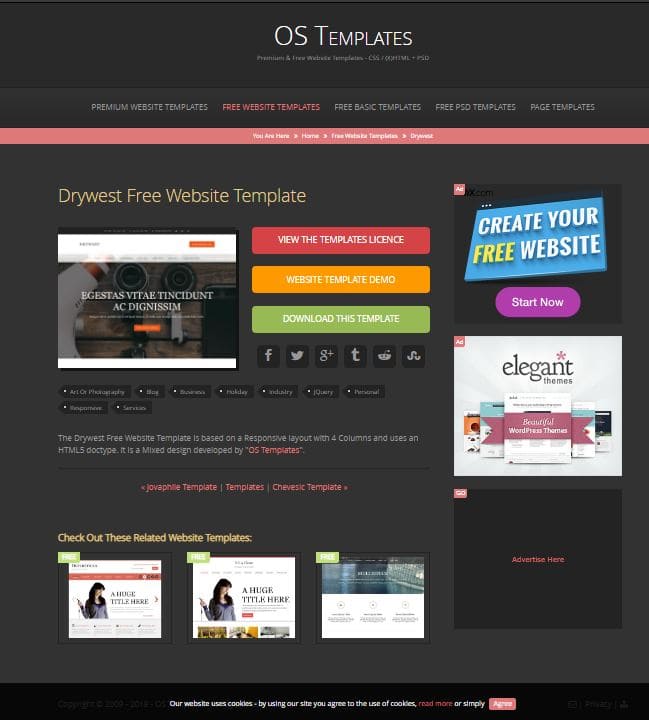 OS Templates
Premium & Free Website Templates - CSS / (X)HTML + PSD
PREMIUM WEBSITE TEMPLATES FREE WEBSITE TEMPLATES FREE BASIC TEMPLATES FREE PSD TEMPLATES PAGE TEMPLATES
You Are Here » Home » Free Website Templates » Drywest
Drywest Free Website Template
EGESTAS VITAE TINCIDUNT
AC DIGNISSIM
VIEW THE TEMPLATES LICENCE
WEBSITE TEMPLATE DEMO
DOWNLOAD THIS TEMPLATE
Art Or Photography Blog Business Holiday Industry jQuery Personal
Responsive Services
The Drywest Free Website Template is based on a Responsive layout with 4 Columns and uses an
HTML5 doctype. It is a Mixed design developed by "OS Templates".
« Jovaphile Template | Templates | Chevesic Template »
Check Out These Related Website Templates:
FREE
A HUGE
TITLE HERE
FREE
A HUGE
TITLE HERE
FREE
Ad
.com
CREATE YOUR
FREE WEBSITE
Start Now
Ad
elegant
themes
Beautiful
WordPress Themes
GO
Advertise Here
Copyright © 2009 - 2018 - OS
Our website uses cookies - by using our site you agree to the use of cookies, read more or simply Agree
| Privacy |